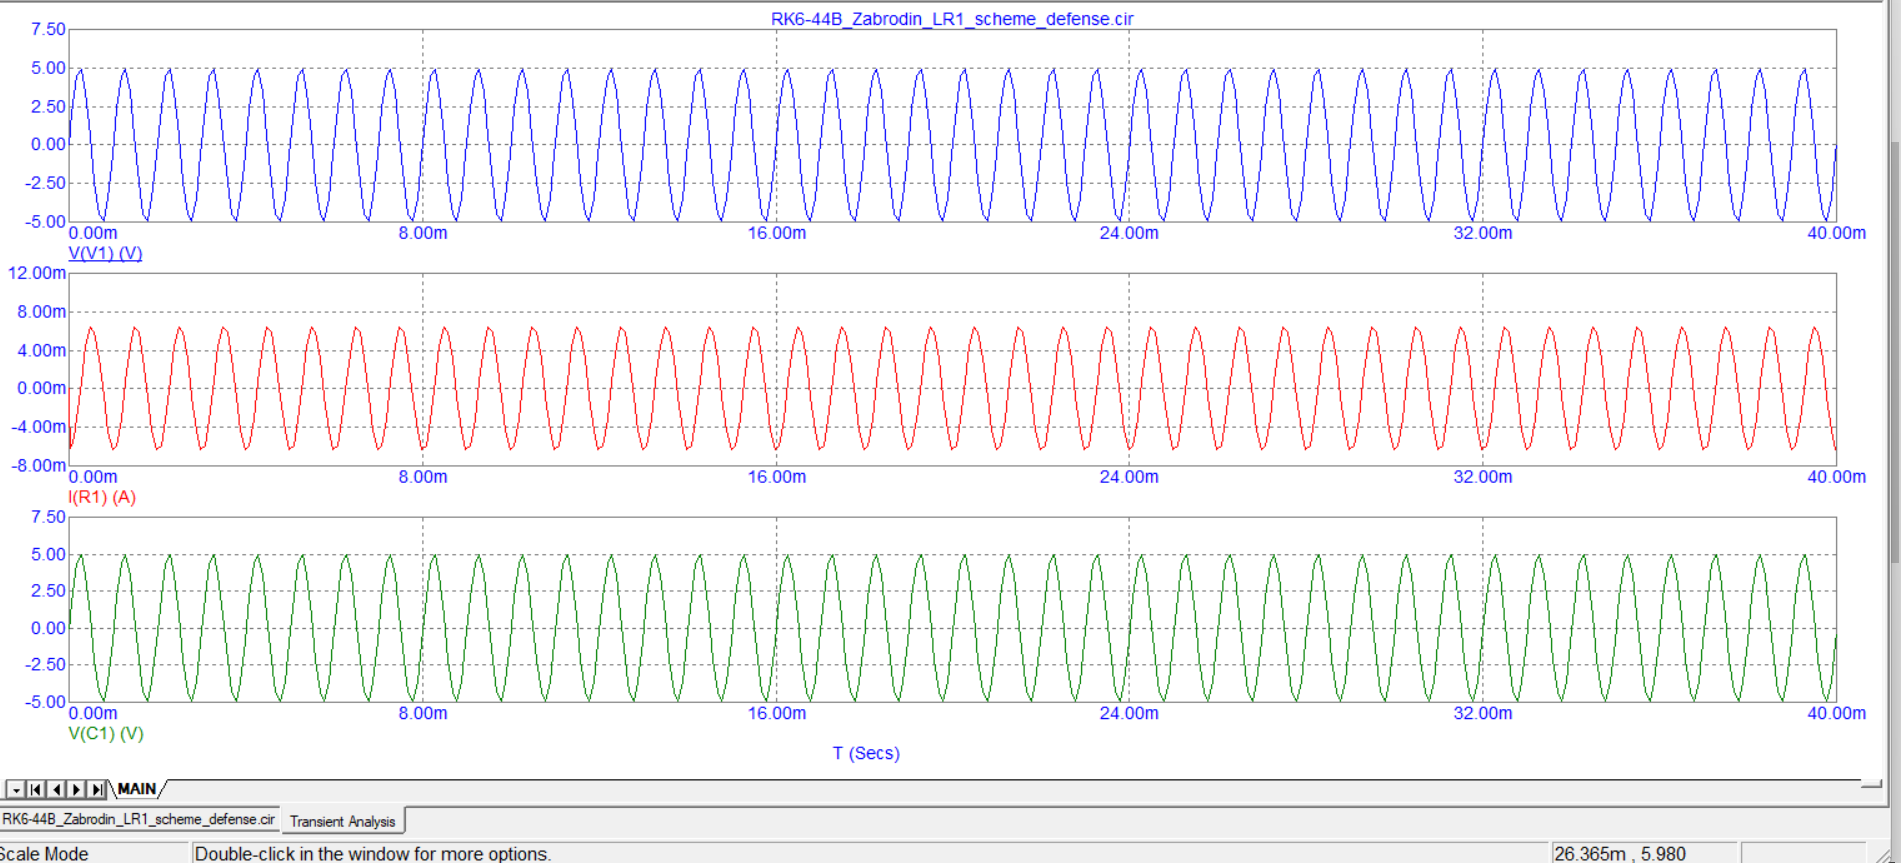 RK6-44B_Zabrodin_LR1_scheme_defense.cir
7.50
5.00
2.50
0.00
-2.50
-5.00
0.00m 8.00m 16.00m 24.00m 32.00m 40.00m
V(V1) (V)
12.00m
8.00m
4.00m
0.00m
-4.00m
-8.00m
0.00m 8.00m 16.00m 24.00m 32.00m 40.00m
I(R1) (A)
7.50
5.00
2.50
0.00
-2.50
-5.00
0.00m 8.00m 16.00m 24.00m 32.00m 40.00m
V(C1) (V)
T (Secs)
MAIN
RK6-44B_Zabrodin_LR1_scheme_defense.cir Transient Analysis
Scale Mode Double-click in the window for more options. 26.365m , 5.980